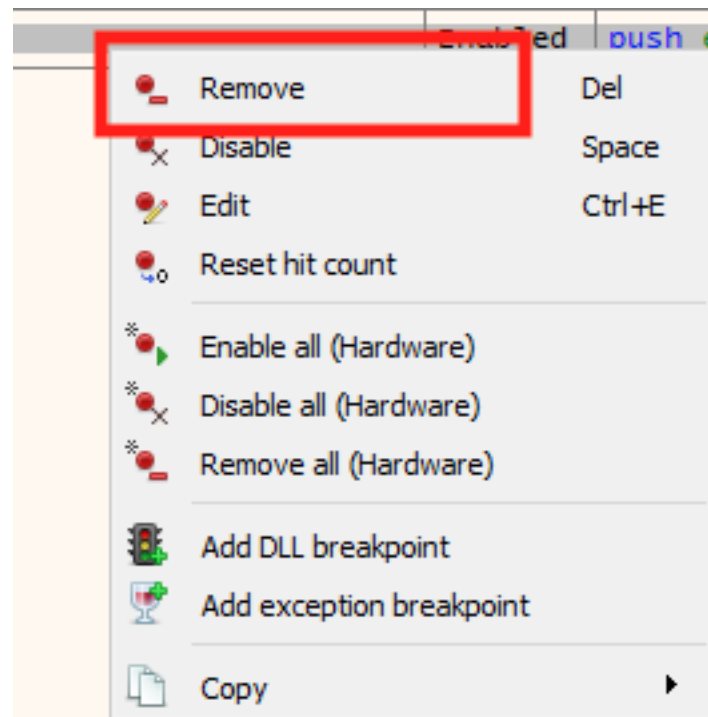 Enabled push
Remove Del
Disable Space
Edit Ctrl+E
Reset hit count
Enable all (Hardware)
Disable all (Hardware)
Remove all (Hardware)
Add DLL breakpoint
Add exception breakpoint
Copy